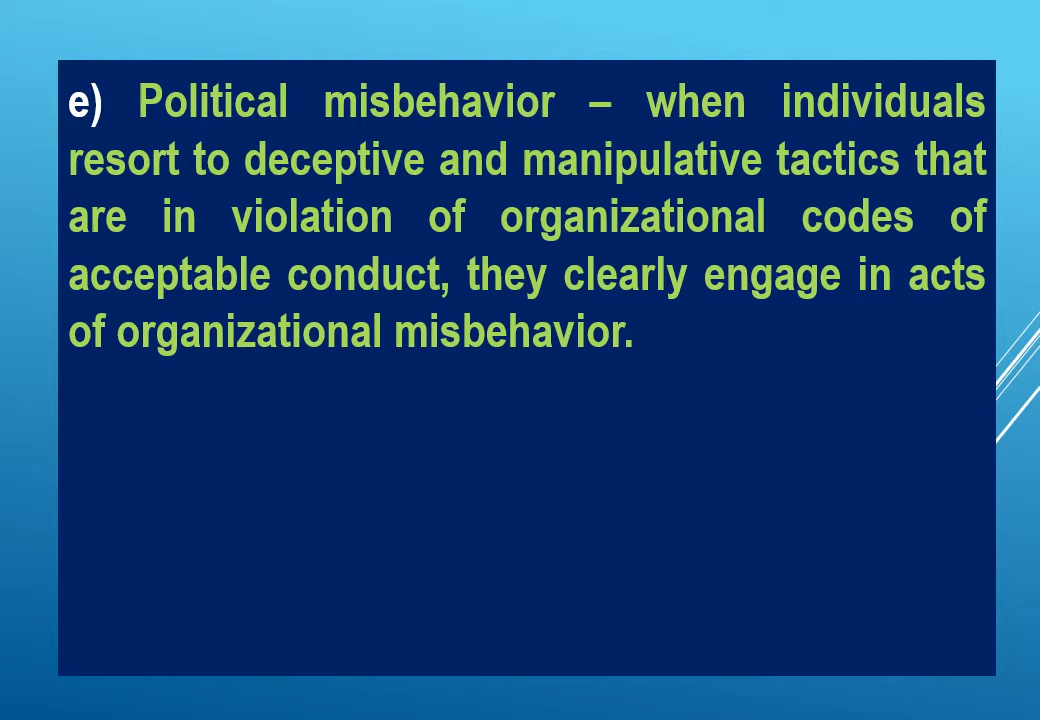 e) Political misbehavior – when individuals
resort to deceptive and manipulative tactics that
are in violation of organizational codes of
acceptable conduct, they clearly engage in acts
of organizational misbehavior.